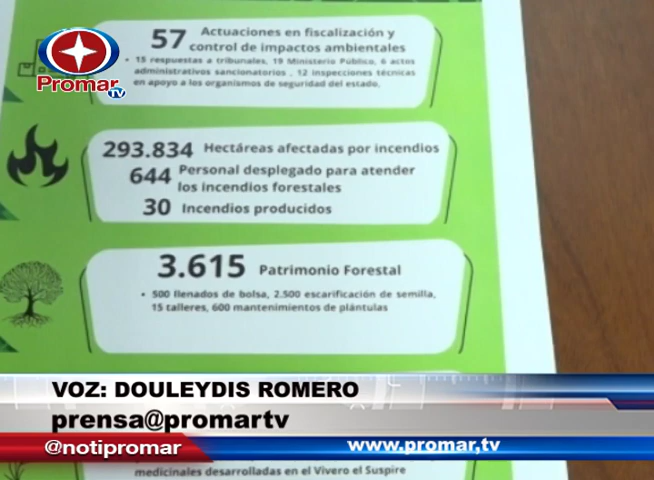 57 Actuaciones en fiscalización y
control de impactos ambientales
• 15 respuestas a tribunales, 19 Ministerio Público, 6 actos
administrativos sancionatorios , 12 inspecciones técnicas
en apoyo a los organismos de seguridad del estado.
Promar
TV
293.834 Hectáreas afectadas por incendios
644 Personal desplegado para atender
los incendios forestales
30 Incendios producidos
3.615 Patrimonio Forestal
• 500 llenados de bolsa, 2.500 escarificación de semilla,
15 talleres, 600 mantenimientos de plántulas
VOZ: DOULEYDIS ROMERO
prensa@promartv
@notipromar
www.promar,tv
medicinales desarrolladas en el Vivero el Suspire